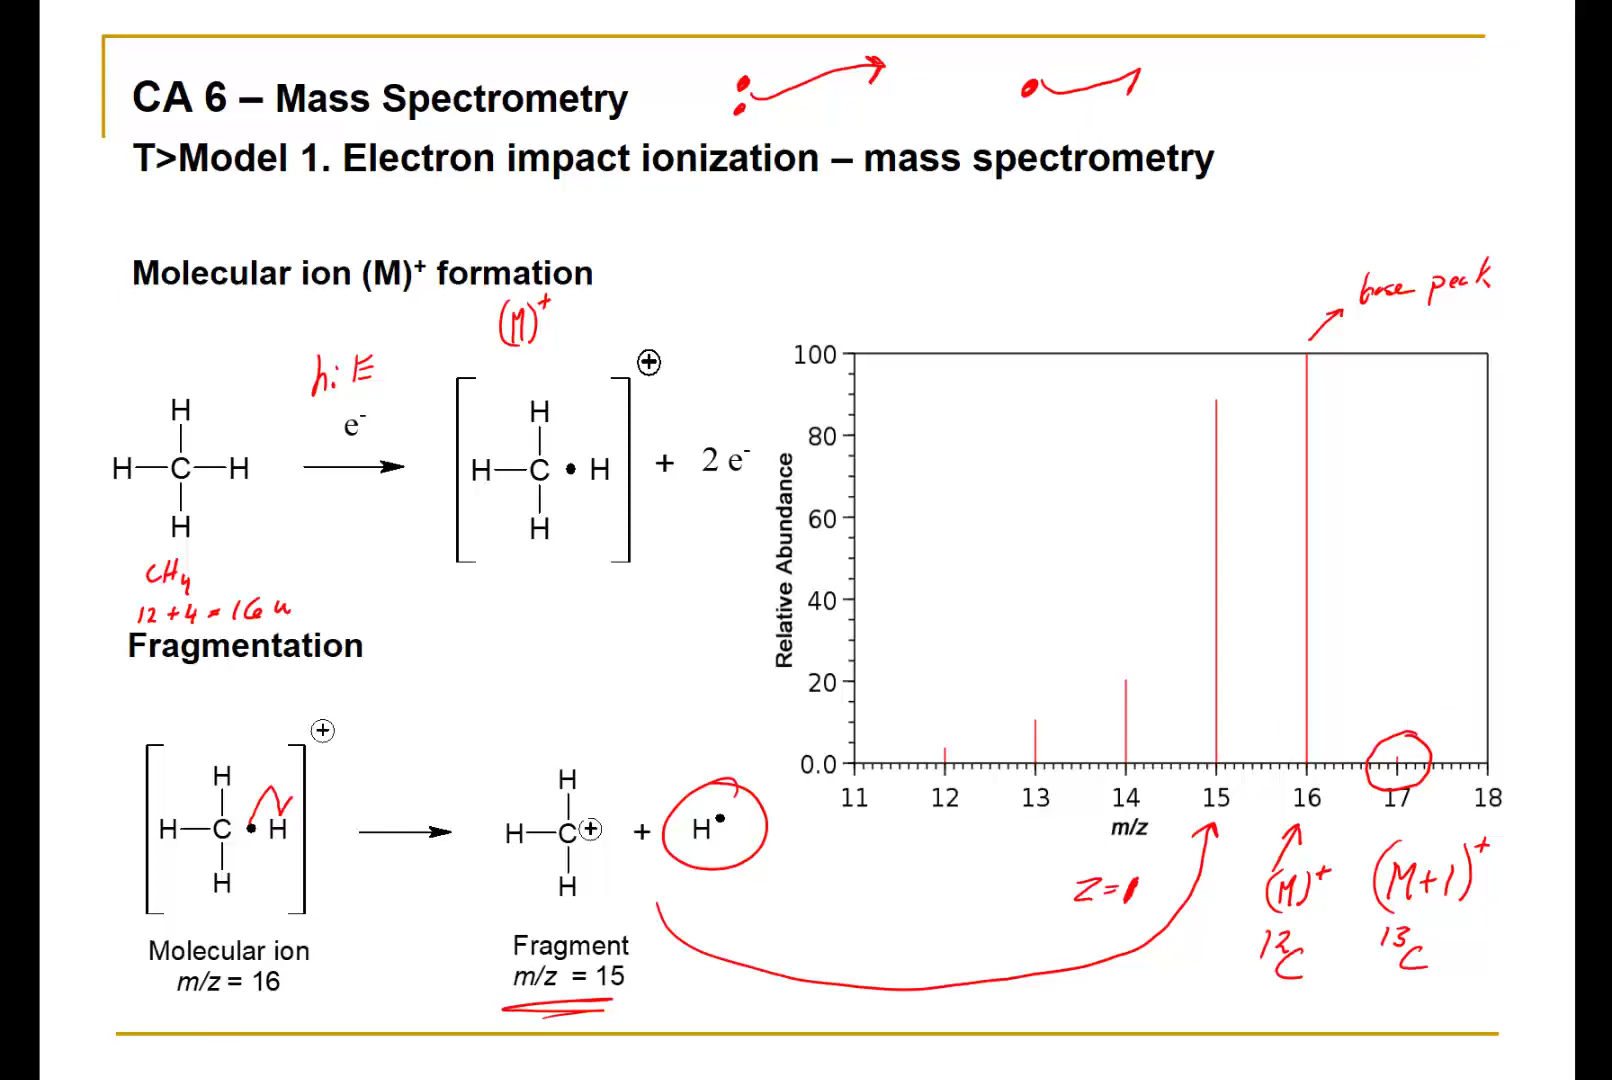 CA 6 – Mass Spectrometry
T>Model 1. Electron impact ionization – mass spectrometry
Molecular ion (M)⁺ formation
(M)⁺
base peak
hi E
e⁻
H
H—C—H
H
[
H
H—C • H
H
]⊕
+ 2 e⁻
CH₄
12 + 4 = 16 u
Fragmentation
[
H
H—C • H
H
]⊕
H
H—C⊕
H
+ H•
Molecular ion
m/z = 16
Fragment
m/z = 15
Relative Abundance
100
80
60
40
20
0.0
11 12 13 14 15 16 17 18
m/z
z=1
(M)⁺ (M+1)⁺
¹²C ¹³C